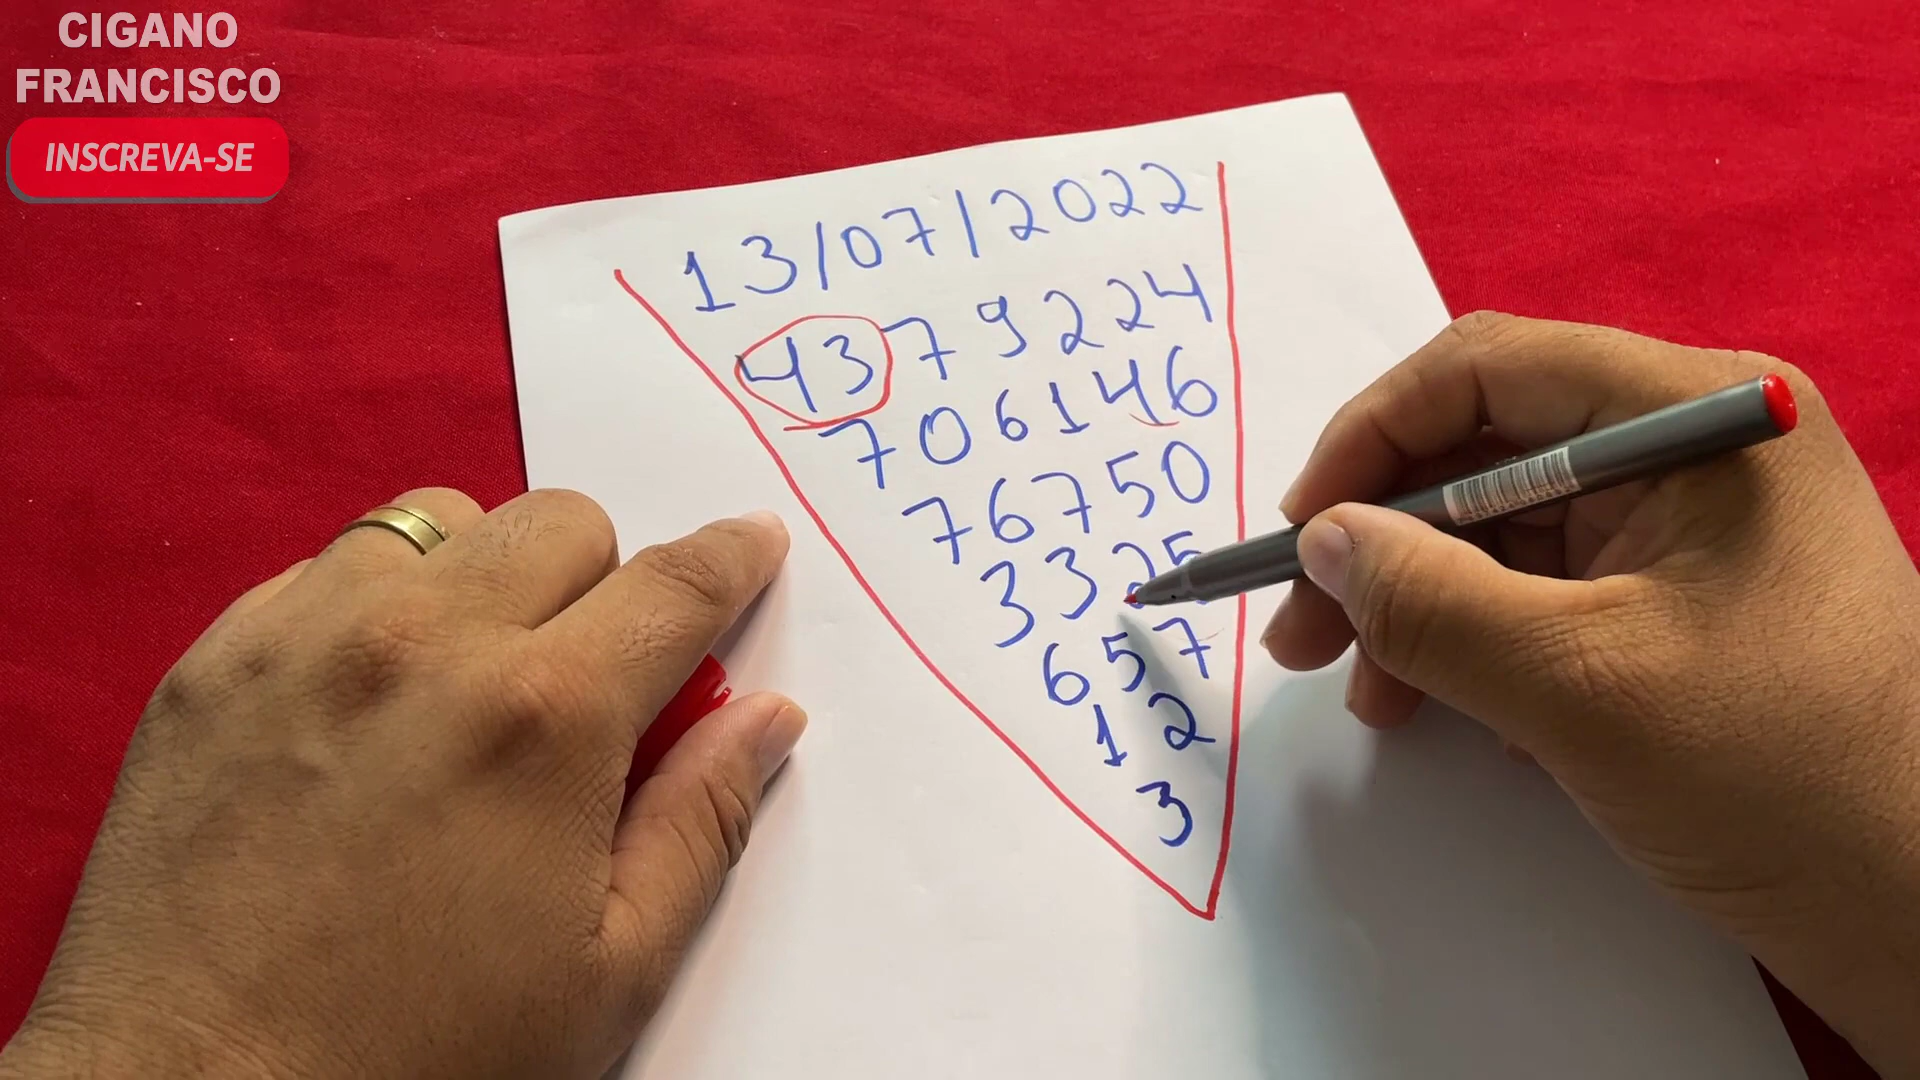 CIGANO
FRANCISCO
INSCREVA-SE
13/07/2022
4379224
706146
76750
3325
657
12
3